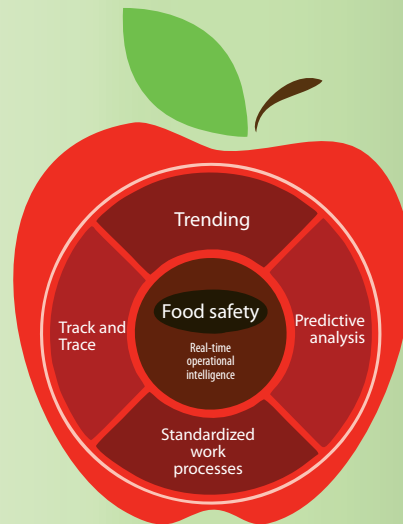 Trending
Track and
Trace
Food safety
Real-time
operational
intelligence
Predictive
analysis
Standardized
work
processes